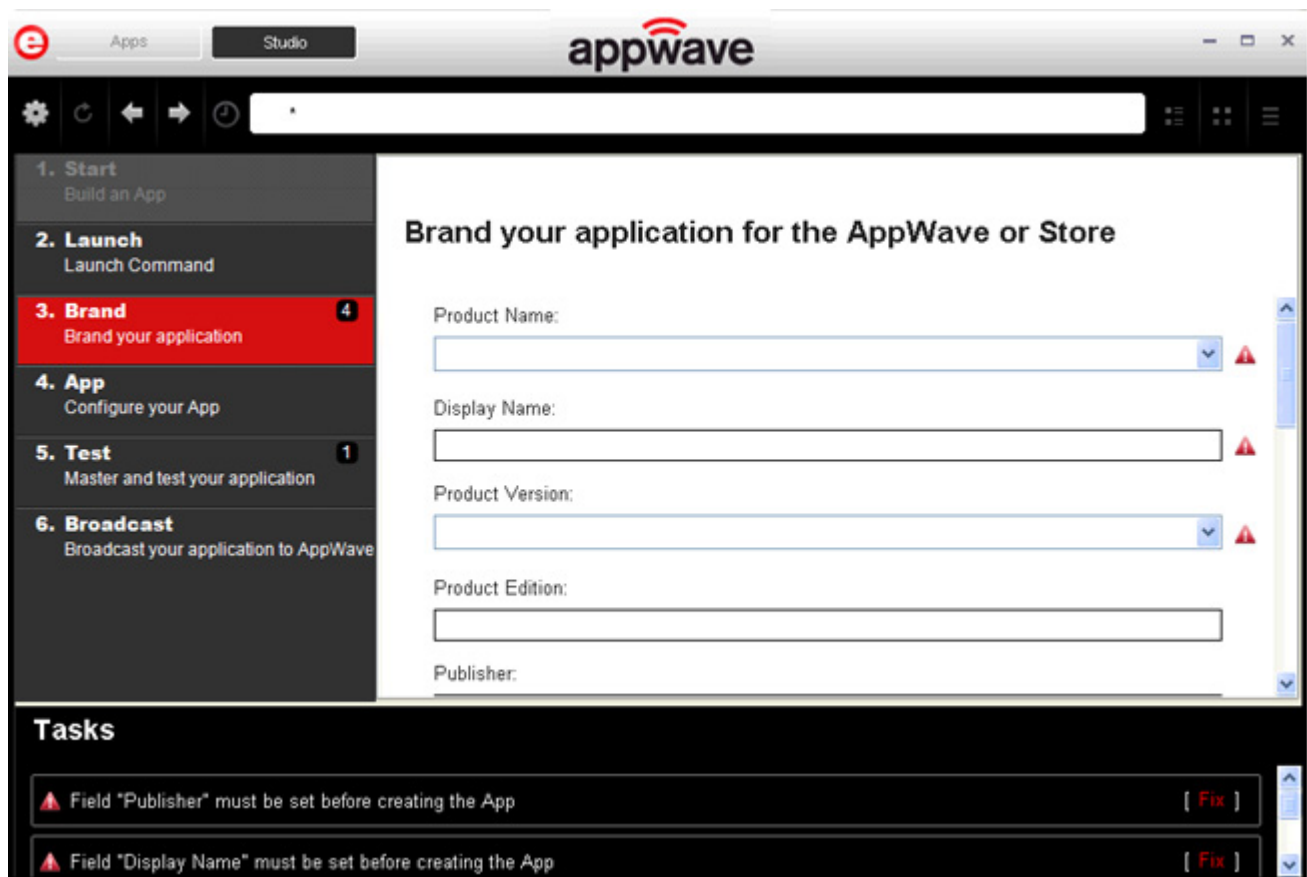 e Apps Studio appwave
*
1. Start
Build an App
2. Launch
Launch Command
3. Brand 4
Brand your application
4. App
Configure your App
5. Test 1
Master and test your application
6. Broadcast
Broadcast your application to AppWave
Brand your application for the AppWave or Store
Product Name:
Display Name:
Product Version:
Product Edition:
Publisher:
Tasks
Field "Publisher" must be set before creating the App [ Fix ]
Field "Display Name" must be set before creating the App [ Fix ]